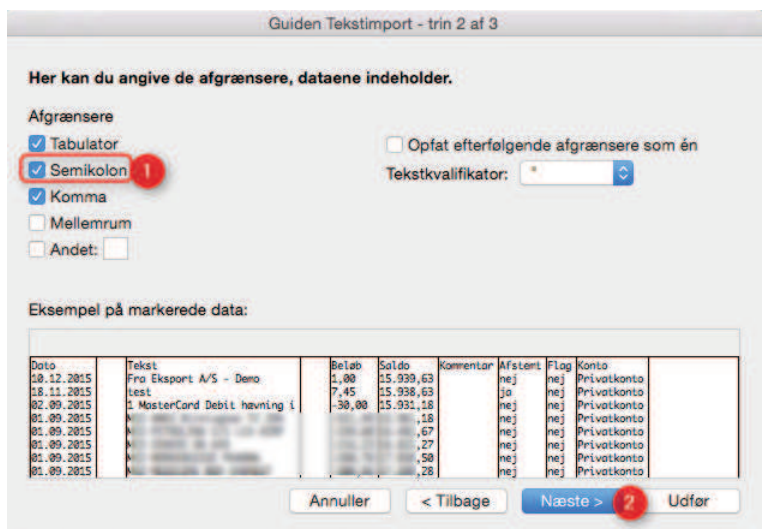 Guiden Tekstimport - trin 2 af 3
Her kan du angive de afgrænsere, dataene indeholder.
Afgrænsere
Tabulator
Opfat efterfølgende afgrænsere som én
Semikolon 1
Tekstkvalifikator: "
Komma
Mellemrum
Andet:
Eksempel på markerede data:
Dato Tekst Beløb Saldo Kommentar Afstemt Flag Konto
10.12.2015 Fra Eksport A/S - Demo 1,00 15.939,63 nej nej Privatkonto
18.11.2015 test 7,45 15.938,63 ja nej Privatkonto
02.09.2015 1 MasterCard Debit hævning i -30,00 15.931,18 nej nej Privatkonto
01.09.2015 ,18 nej nej Privatkonto
01.09.2015 ,67 nej nej Privatkonto
01.09.2015 ,27 nej nej Privatkonto
01.09.2015 ,50 nej nej Privatkonto
01.09.2015 ,28 nej nej Privatkonto
Annuller < Tilbage Næste > 2 Udfør